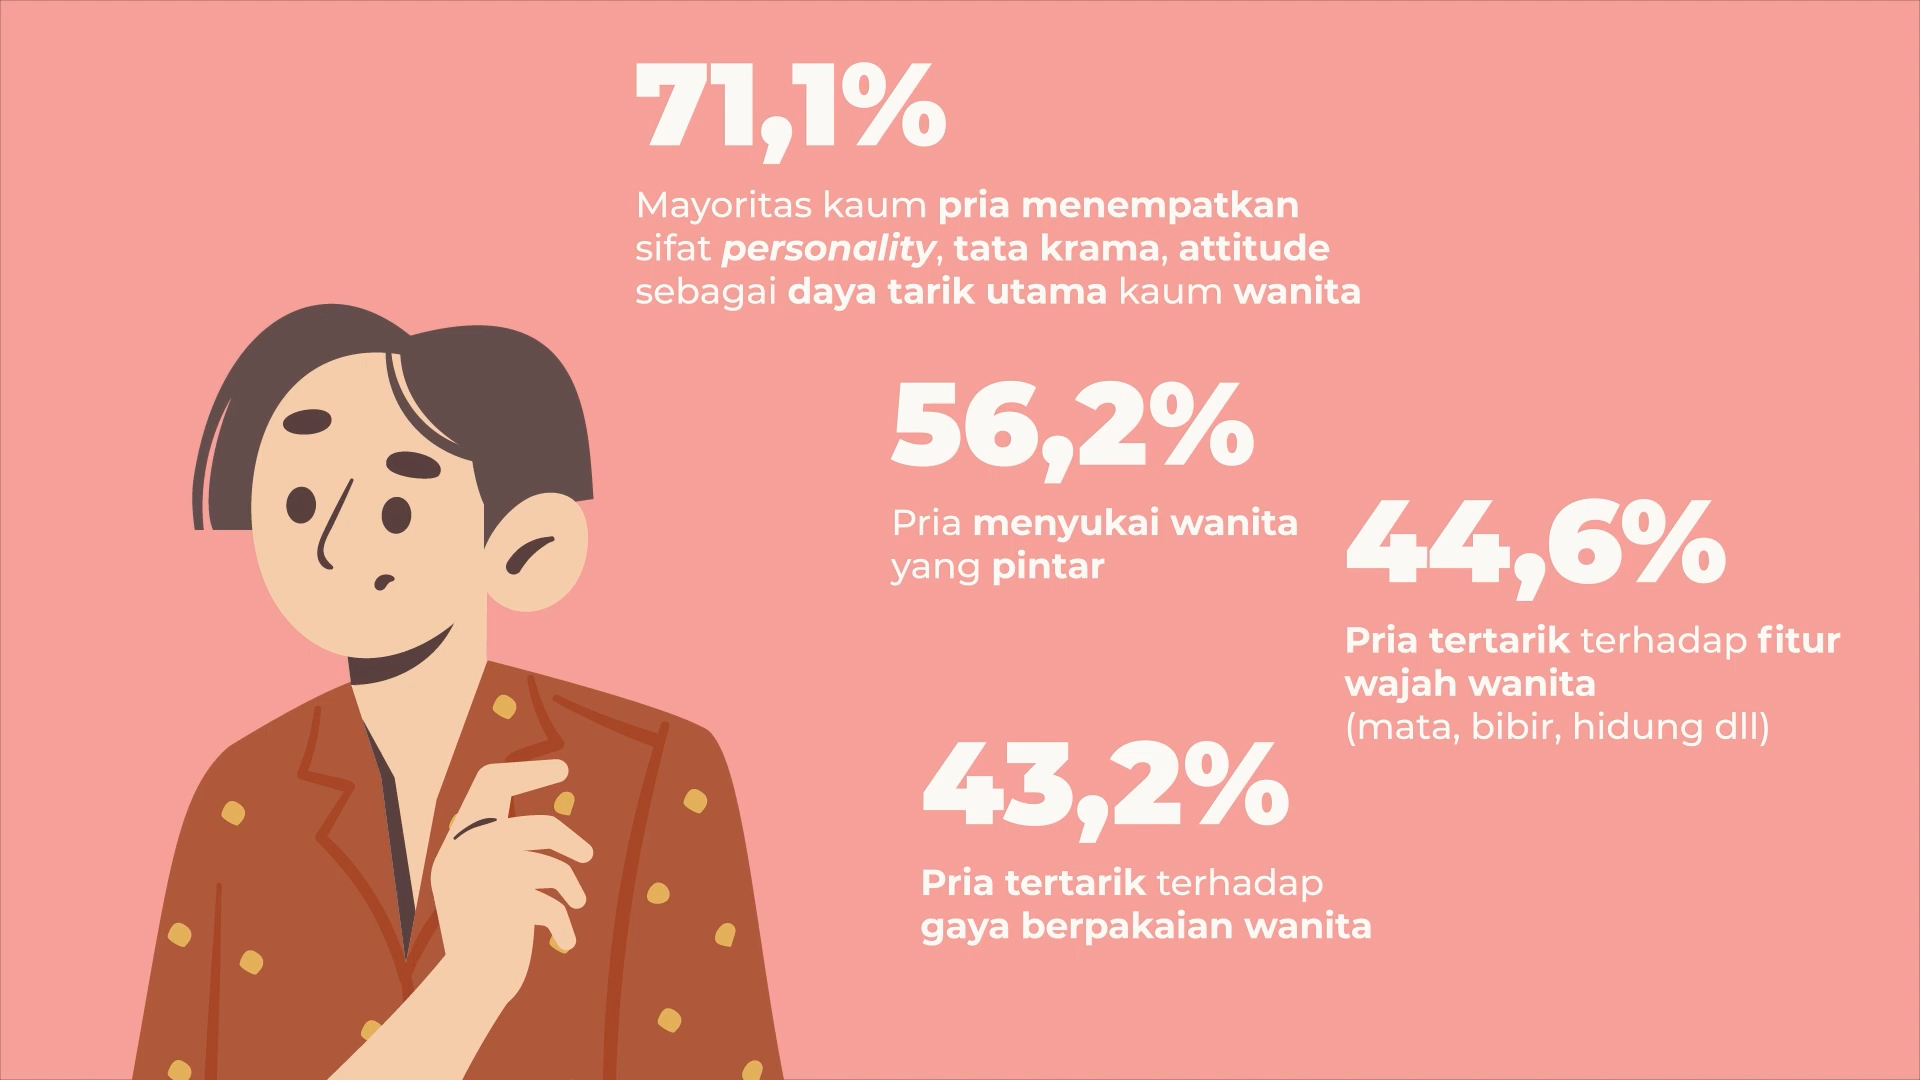 71,1%
Mayoritas kaum pria menempatkan
sifat personality, tata krama, attitude
sebagai daya tarik utama kaum wanita
56,2%
Pria menyukai wanita
yang pintar
44,6%
Pria tertarik terhadap fitur
wajah wanita
(mata, bibir, hidung dll)
43,2%
Pria tertarik terhadap
gaya berpakaian wanita